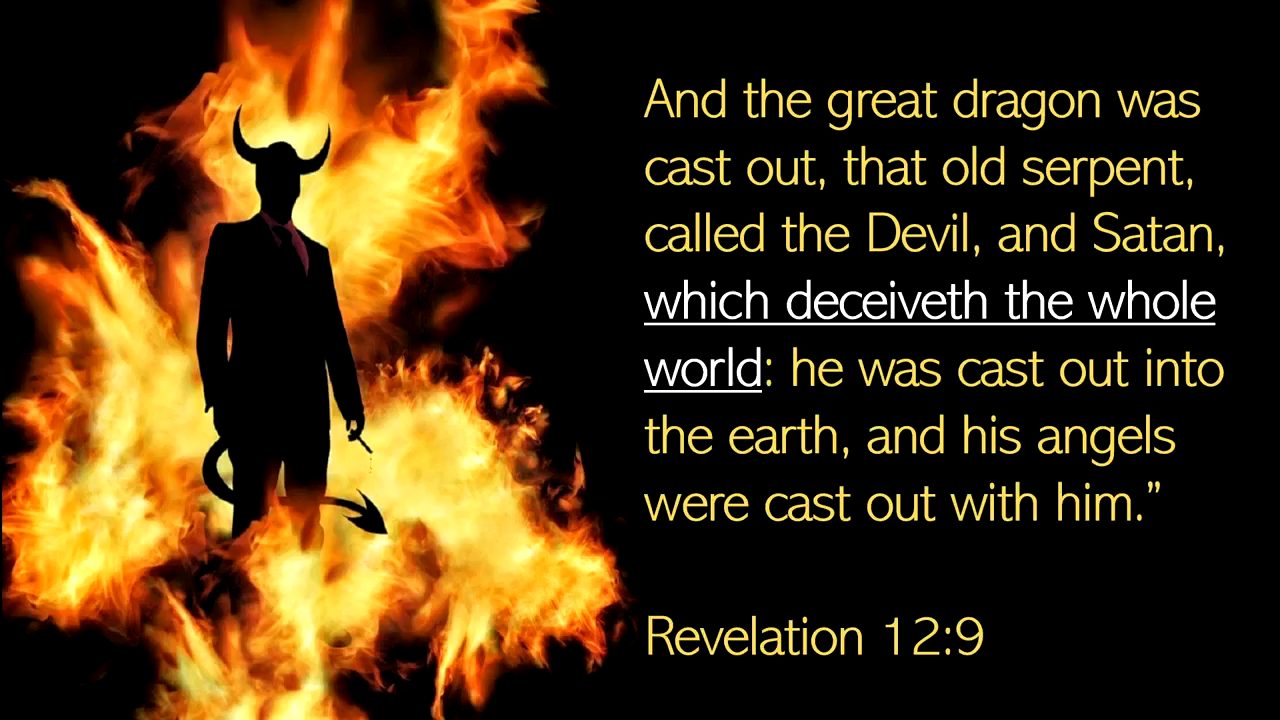 And the great dragon was
cast out, that old serpent,
called the Devil, and Satan,
which deceiveth the whole
world: he was cast out into
the earth, and his angels
were cast out with him.”
Revelation 12:9